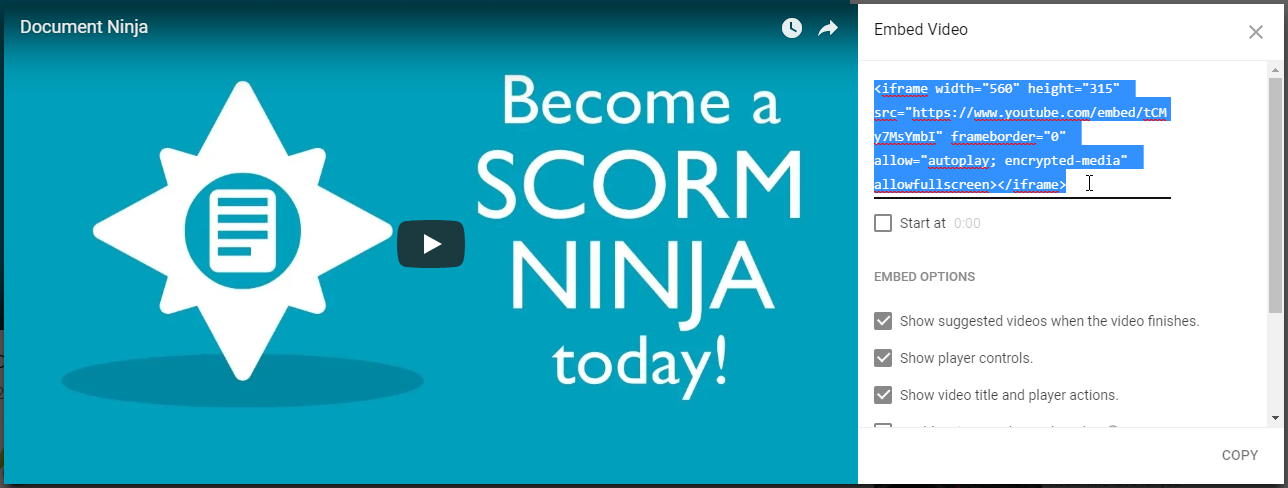 Document Ninja
Become a
SCORM
NINJA
today!
Embed Video
<iframe width="560" height="315"
src="https://www.youtube.com/embed/tCM
y7MsYmbI" frameborder="0"
allow="autoplay; encrypted-media"
allowfullscreen></iframe>
Start at 0:00
EMBED OPTIONS
Show suggested videos when the video finishes.
Show player controls.
Show video title and player actions.
COPY